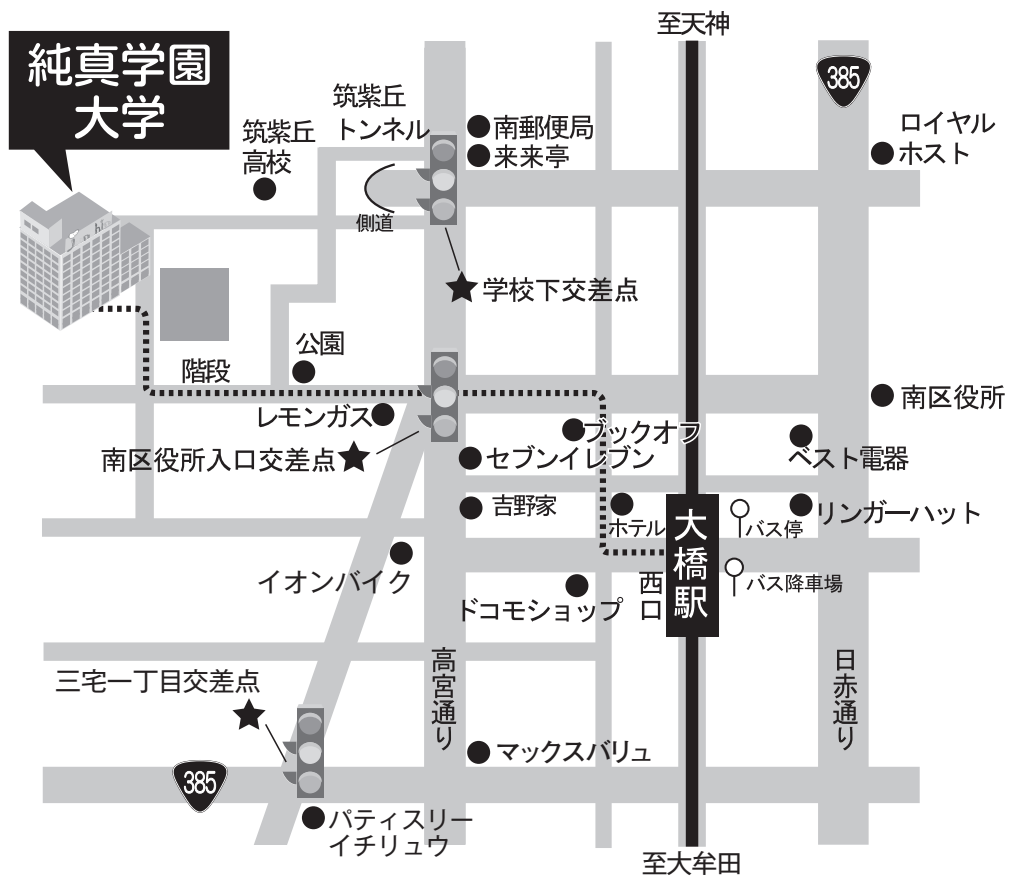 至天神
純真学園
大学
385
筑紫丘
トンネル
筑紫丘
高校
南郵便局
来来亭
ロイヤル
ホスト
側道
学校下交差点
公園
階段
レモンガス
南区役所
ブックオフ
南区役所入口交差点
セブンイレブン
ベスト電器
吉野家
ホテル
大橋駅
バス停
リンガーハット
イオンバイク
ドコモショップ
西口
バス降車場
三宅一丁目交差点
高宮通り
日赤通り
マックスバリュ
385
パティスリー
イチリュウ
至大牟田